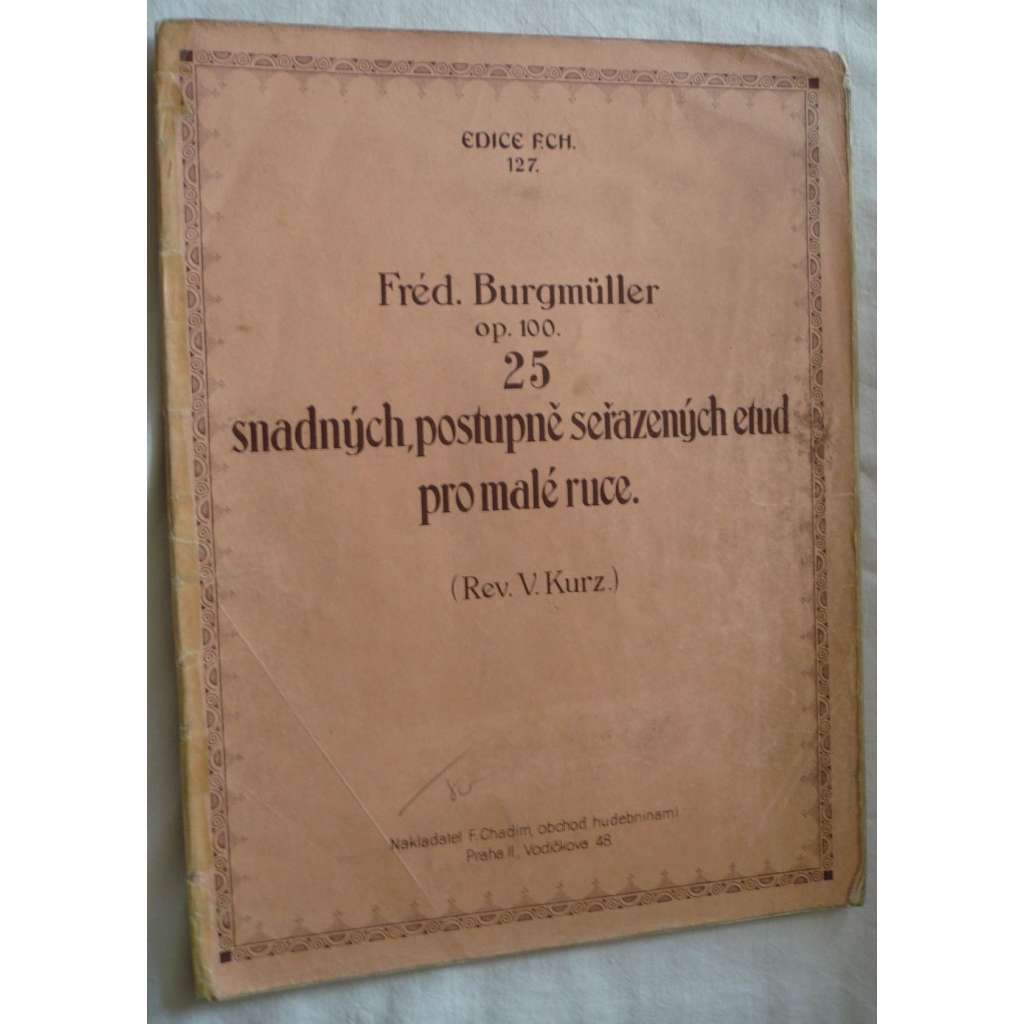 EDICE F.CH.
127.
Fréd. Burgmüller
op. 100.
25
snadných, postupně seřazených etud
pro malé ruce.
(Rev. V. Kurz.)
Nakladatel F. Chadim, obchod hudebninami
Praha II., Vodičkova 48.